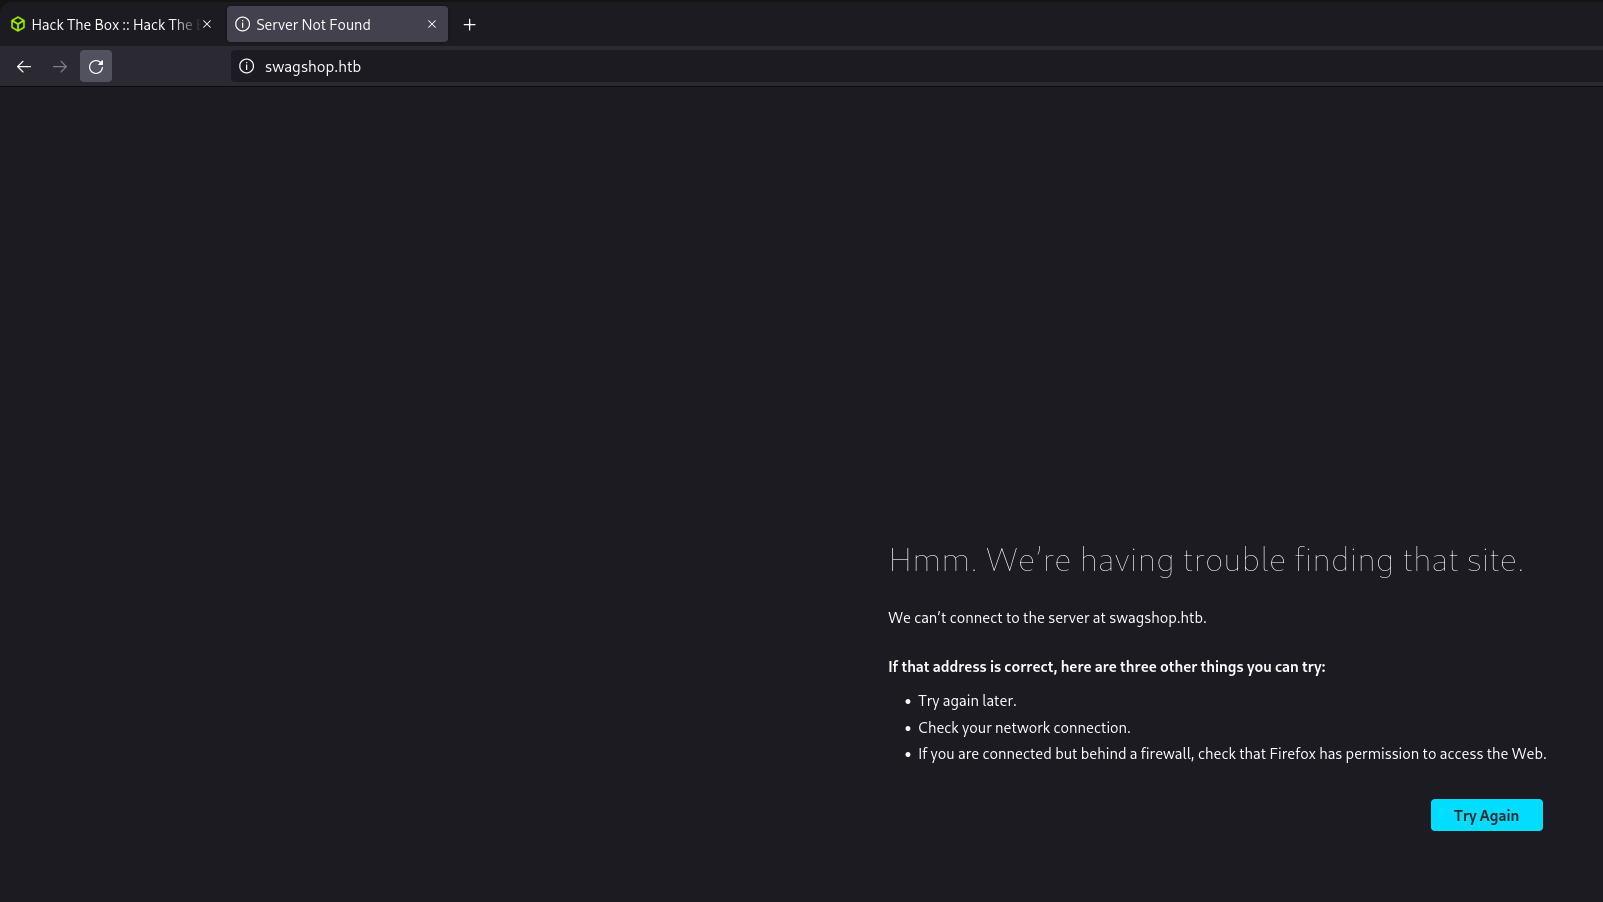 Hack The Box :: Hack The
Server Not Found
swagshop.htb
Hmm. We’re having trouble finding that site.
We can’t connect to the server at swagshop.htb.
If that address is correct, here are three other things you can try:
• Try again later.
• Check your network connection.
• If you are connected but behind a firewall, check that Firefox has permission to access the Web.
Try Again